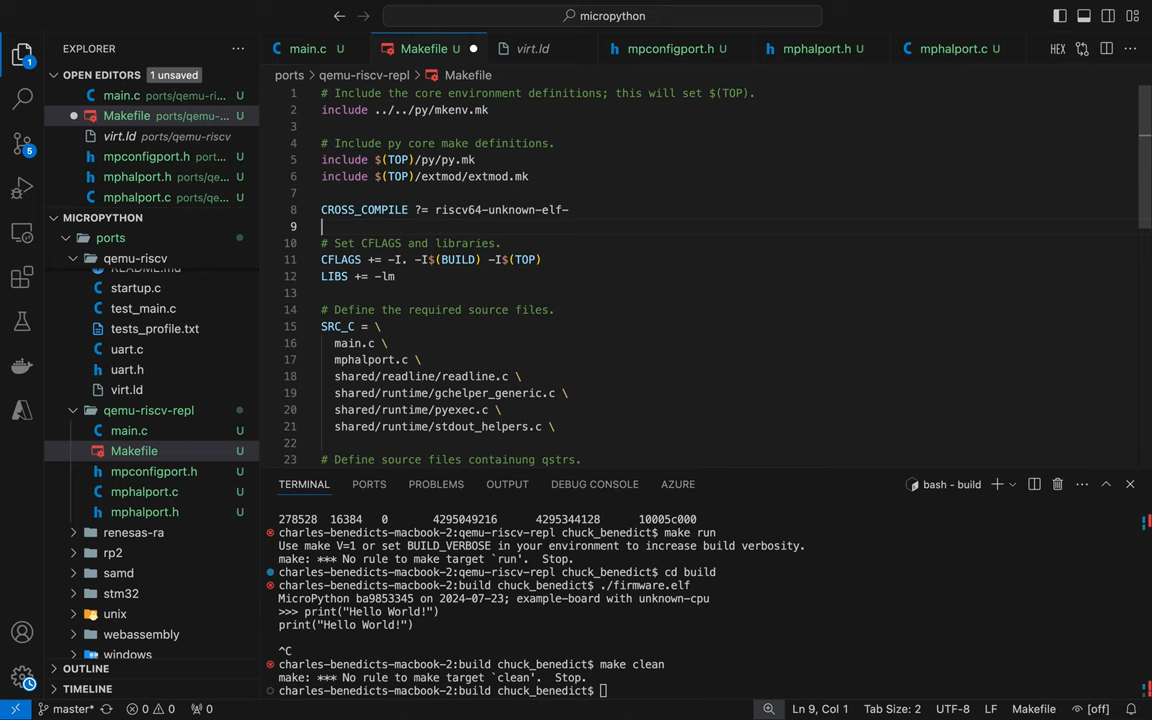 micropython
EXPLORER
OPEN EDITORS 1 unsaved
main.c ports/qemu-ri... U
Makefile ports/qemu-... U
virt.ld ports/qemu-riscv
mpconfigport.h port... U
mphalport.h ports/qe... U
mphalport.c ports/qe... U
MICROPYTHON
ports
qemu-riscv
README.md
startup.c
test_main.c
tests_profile.txt
uart.c
uart.h
virt.ld
qemu-riscv-repl
main.c U
Makefile U
mpconfigport.h U
mphalport.c U
mphalport.h U
renesas-ra
rp2
samd
stm32
unix
webassembly
windows
OUTLINE
TIMELINE
main.c U
Makefile U
virt.ld
mpconfigport.h U
mphalport.h U
mphalport.c U
HEX
ports > qemu-riscv-repl > Makefile
1 # Include the core environment definitions; this will set $(TOP).
2 include ../../py/mkenv.mk
3
4 # Include py core make definitions.
5 include $(TOP)/py/py.mk
6 include $(TOP)/extmod/extmod.mk
7
8 CROSS_COMPILE ?= riscv64-unknown-elf-
9
10 # Set CFLAGS and libraries.
11 CFLAGS += -I. -I$(BUILD) -I$(TOP)
12 LIBS += -lm
13
14 # Define the required source files.
15 SRC_C = \
16 main.c \
17 mphalport.c \
18 shared/readline/readline.c \
19 shared/runtime/gchelper_generic.c \
20 shared/runtime/pyexec.c \
21 shared/runtime/stdout_helpers.c \
22
23 # Define source files containung qstrs.
TERMINAL PORTS PROBLEMS OUTPUT DEBUG CONSOLE AZURE
bash - build
278528 16384 0 4295049216 4295344128 10005c000
charles-benedicts-macbook-2:qemu-riscv-repl chuck_benedict$ make run
Use make V=1 or set BUILD_VERBOSE in your environment to increase build verbosity.
make: *** No rule to make target `run'. Stop.
charles-benedicts-macbook-2:qemu-riscv-repl chuck_benedict$ cd build
charles-benedicts-macbook-2:build chuck_benedict$ ./firmware.elf
MicroPython ba9853345 on 2024-07-23; example-board with unknown-cpu
>>> print("Hello World!")
print("Hello World!")
^C
charles-benedicts-macbook-2:build chuck_benedict$ make clean
make: *** No rule to make target `clean'. Stop.
charles-benedicts-macbook-2:build chuck_benedict$
1
5
master* 0 0 0 Ln 9, Col 1 Tab Size: 2 UTF-8 LF Makefile [off]